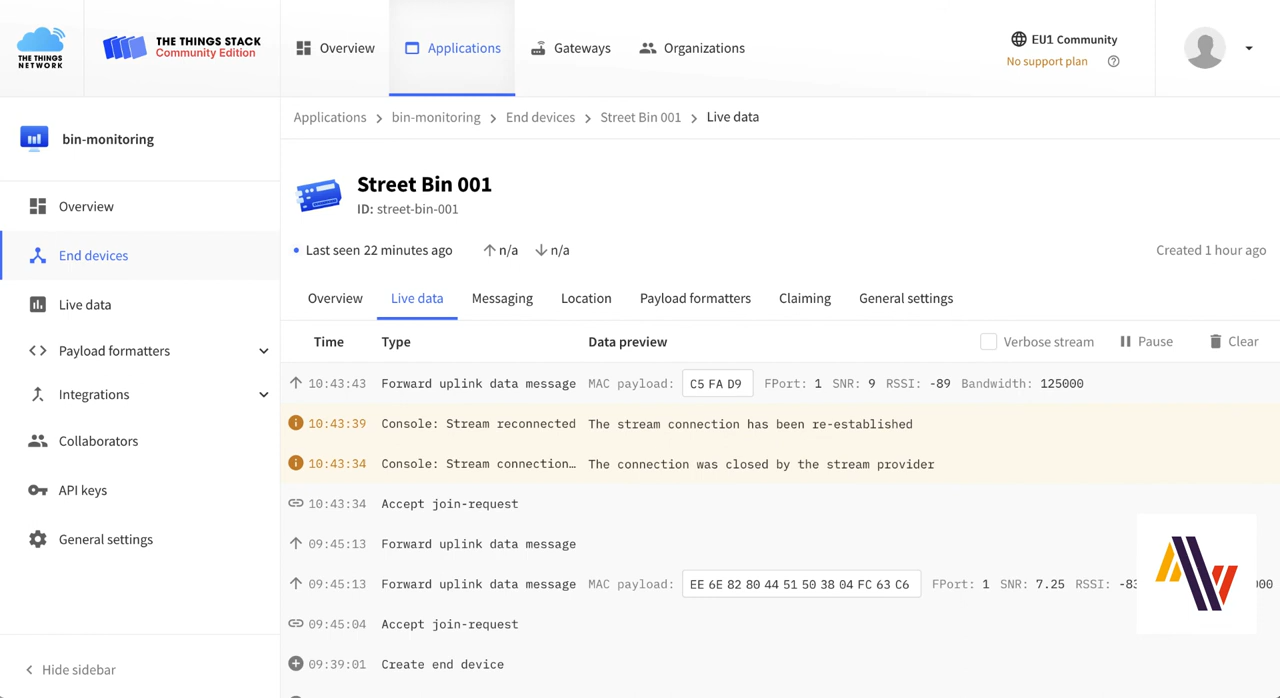 THE THINGS NETWORK
THE THINGS STACK
Community Edition
Overview
Applications
Gateways
Organizations
EU1 Community
No support plan
bin-monitoring
Overview
End devices
Live data
Payload formatters
Integrations
Collaborators
API keys
General settings
Hide sidebar
Applications > bin-monitoring > End devices > Street Bin 001 > Live data
Street Bin 001
ID: street-bin-001
Last seen 22 minutes ago ↑ n/a ↓ n/a Created 1 hour ago
Overview Live data Messaging Location Payload formatters Claiming General settings
Time Type Data preview Verbose stream Pause Clear
10:43:43 Forward uplink data message MAC payload: C5 FA D9 FPort: 1 SNR: 9 RSSI: -89 Bandwidth: 125000
10:43:39 Console: Stream reconnected The stream connection has been re-established
10:43:34 Console: Stream connection… The connection was closed by the stream provider
10:43:34 Accept join-request
09:45:13 Forward uplink data message
09:45:13 Forward uplink data message MAC payload: EE 6E 82 80 44 51 50 38 04 FC 63 C6 FPort: 1 SNR: 7.25 RSSI:
09:45:04 Accept join-request
09:39:01 Create end device